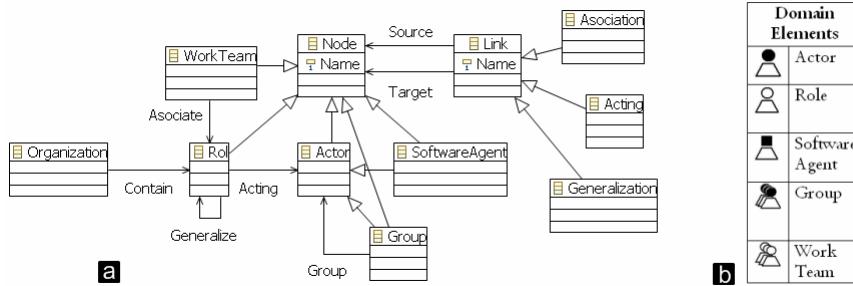 Node
Name
Source
Link
Name
Asociation
WorkTeam
Target
Acting
Asociate
Organization
Rol
Actor
SoftwareAgent
Generalization
Contain
Acting
Generalize
Group
Group
a
b
Domain
Elements
Actor
Role
Software
Agent
Group
Work
Team